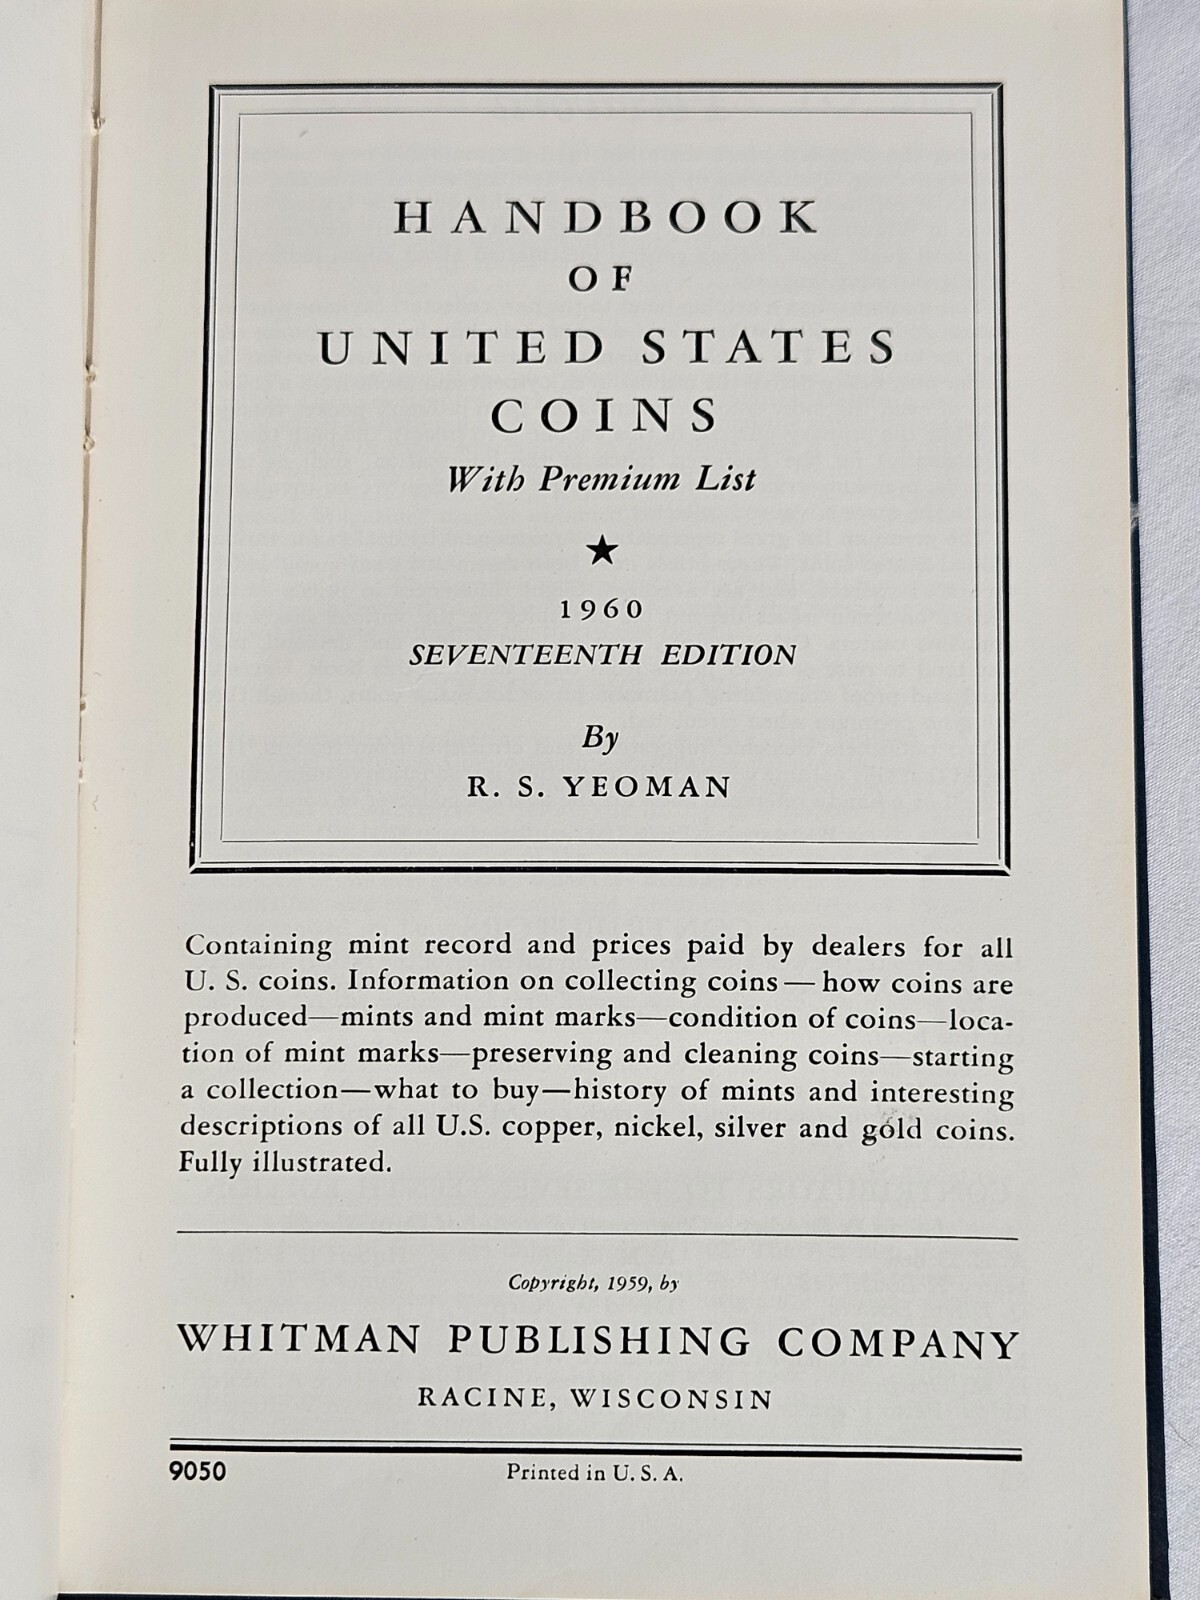 HANDBOOK
OF
UNITED STATES
COINS
With Premium List
★
1960
SEVENTEENTH EDITION
By
R. S. YEOMAN
Containing mint record and prices paid by dealers for all
U. S. coins. Information on collecting coins — how coins are
produced—mints and mint marks—condition of coins—loca-
tion of mint marks—preserving and cleaning coins—starting
a collection—what to buy—history of mints and interesting
descriptions of all U.S. copper, nickel, silver and gold coins.
Fully illustrated.
Copyright, 1959, by
WHITMAN PUBLISHING COMPANY
RACINE, WISCONSIN
9050 Printed in U. S. A.